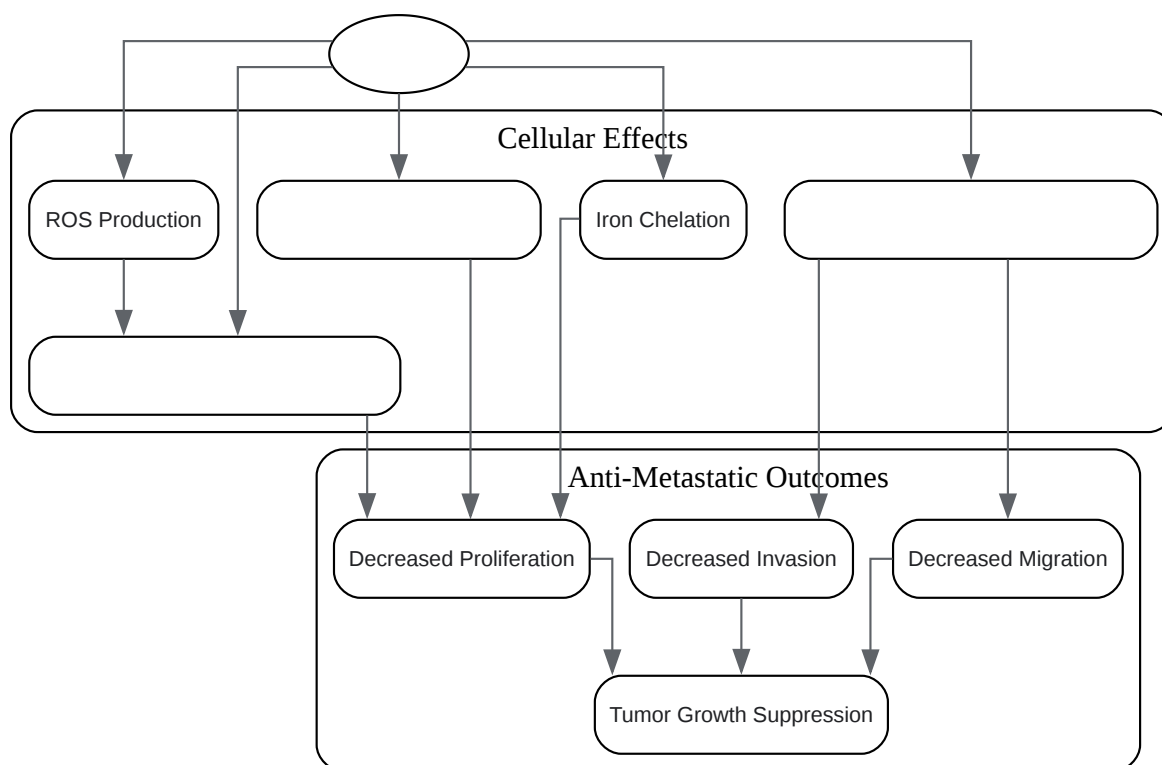 Cellular Effects
ROS Production
Iron Chelation
Anti-Metastatic Outcomes
Decreased Proliferation
Decreased Invasion
Decreased Migration
Tumor Growth Suppression